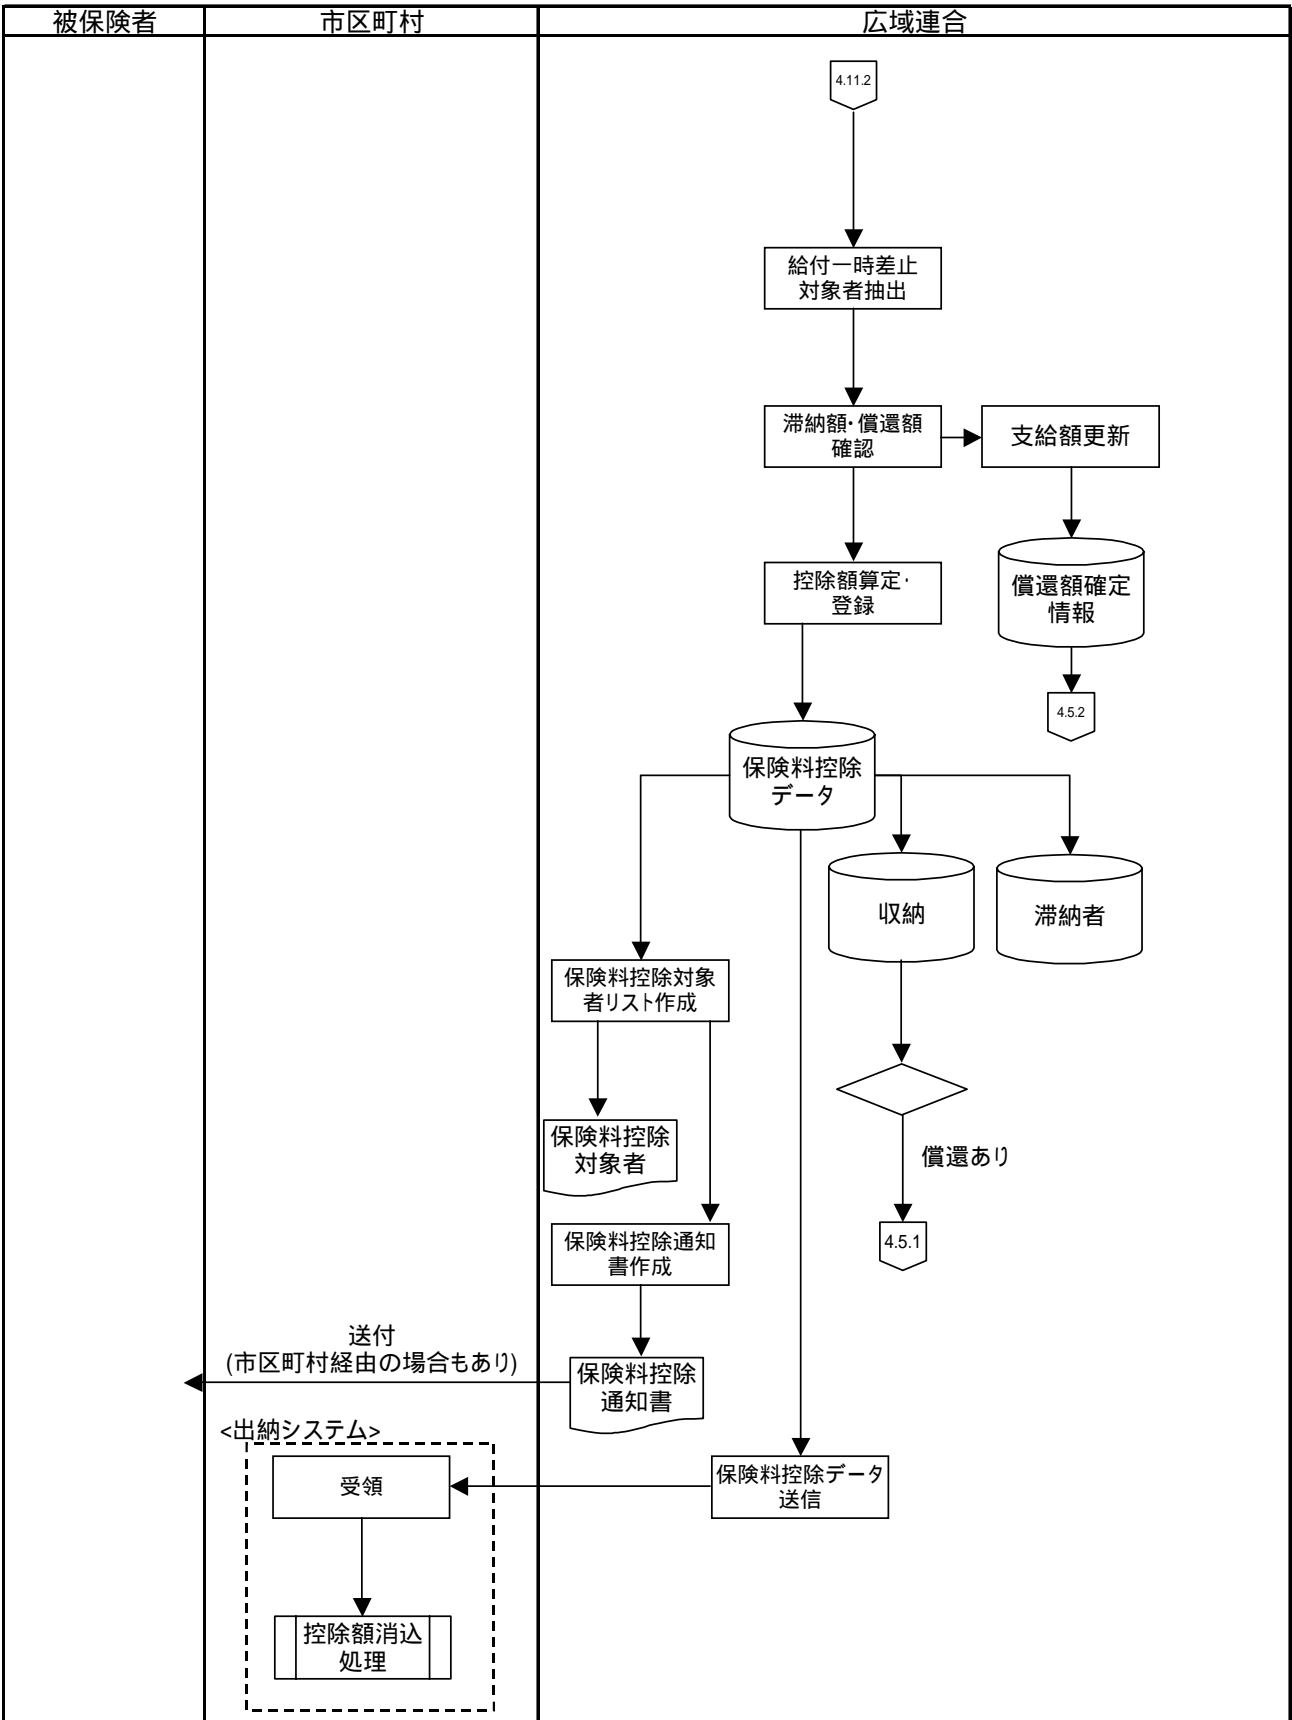 被保険者
市区町村
広域連合
4.11.2
給付一時差止
対象者抽出
滞納額・償還額
確認
支給額更新
控除額算定・
登録
償還額確定
情報
4.5.2
保険料控除
データ
収納
滞納者
保険料控除対象
者リスト作成
保険料控除
対象者
償還あり
4.5.1
保険料控除通知
書作成
送付
(市区町村経由の場合もあり)
保険料控除
通知書
<出納システム>
受領
保険料控除データ
送信
控除額消込
処理